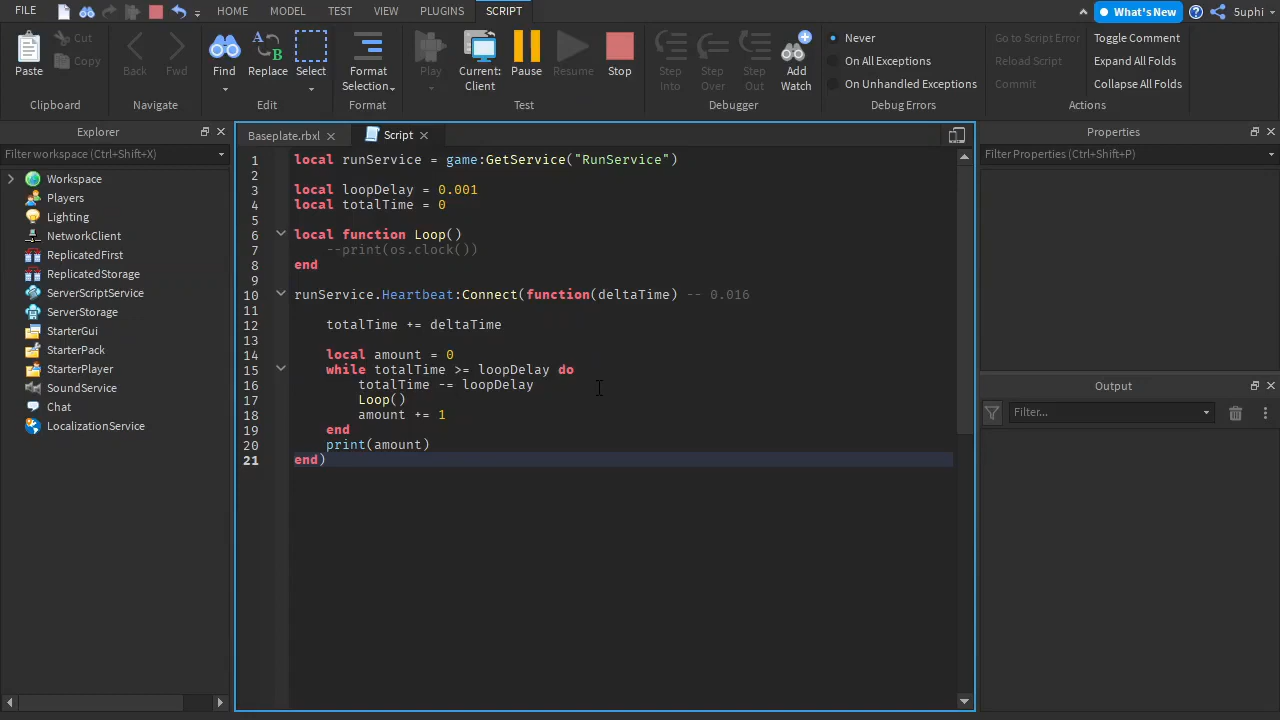 FILE
HOME
MODEL
TEST
VIEW
PLUGINS
SCRIPT
What's New
5uphi
Paste
Cut
Copy
Clipboard
Back
Fwd
Navigate
Find
Replace
Select
Edit
Format
Selection
Format
Play
Current:
Client
Pause
Resume
Stop
Test
Step
Into
Step
Over
Step
Out
Add
Watch
Debugger
Never
On All Exceptions
On Unhandled Exceptions
Debug Errors
Go to Script Error
Reload Script
Commit
Toggle Comment
Expand All Folds
Collapse All Folds
Actions
Explorer
Filter workspace (Ctrl+Shift+X)
Workspace
Players
Lighting
NetworkClient
ReplicatedFirst
ReplicatedStorage
ServerScriptService
ServerStorage
StarterGui
StarterPack
StarterPlayer
SoundService
Chat
LocalizationService
Baseplate.rbxl
Script
1 local runService = game:GetService("RunService")
2
3 local loopDelay = 0.001
4 local totalTime = 0
5
6 local function Loop()
7 --print(os.clock())
8 end
9
10 runService.Heartbeat:Connect(function(deltaTime) -- 0.016
11
12 totalTime += deltaTime
13
14 local amount = 0
15 while totalTime >= loopDelay do
16 totalTime -= loopDelay
17 Loop()
18 amount += 1
19 end
20 print(amount)
21 end)
Properties
Filter Properties (Ctrl+Shift+P)
Output
Filter...